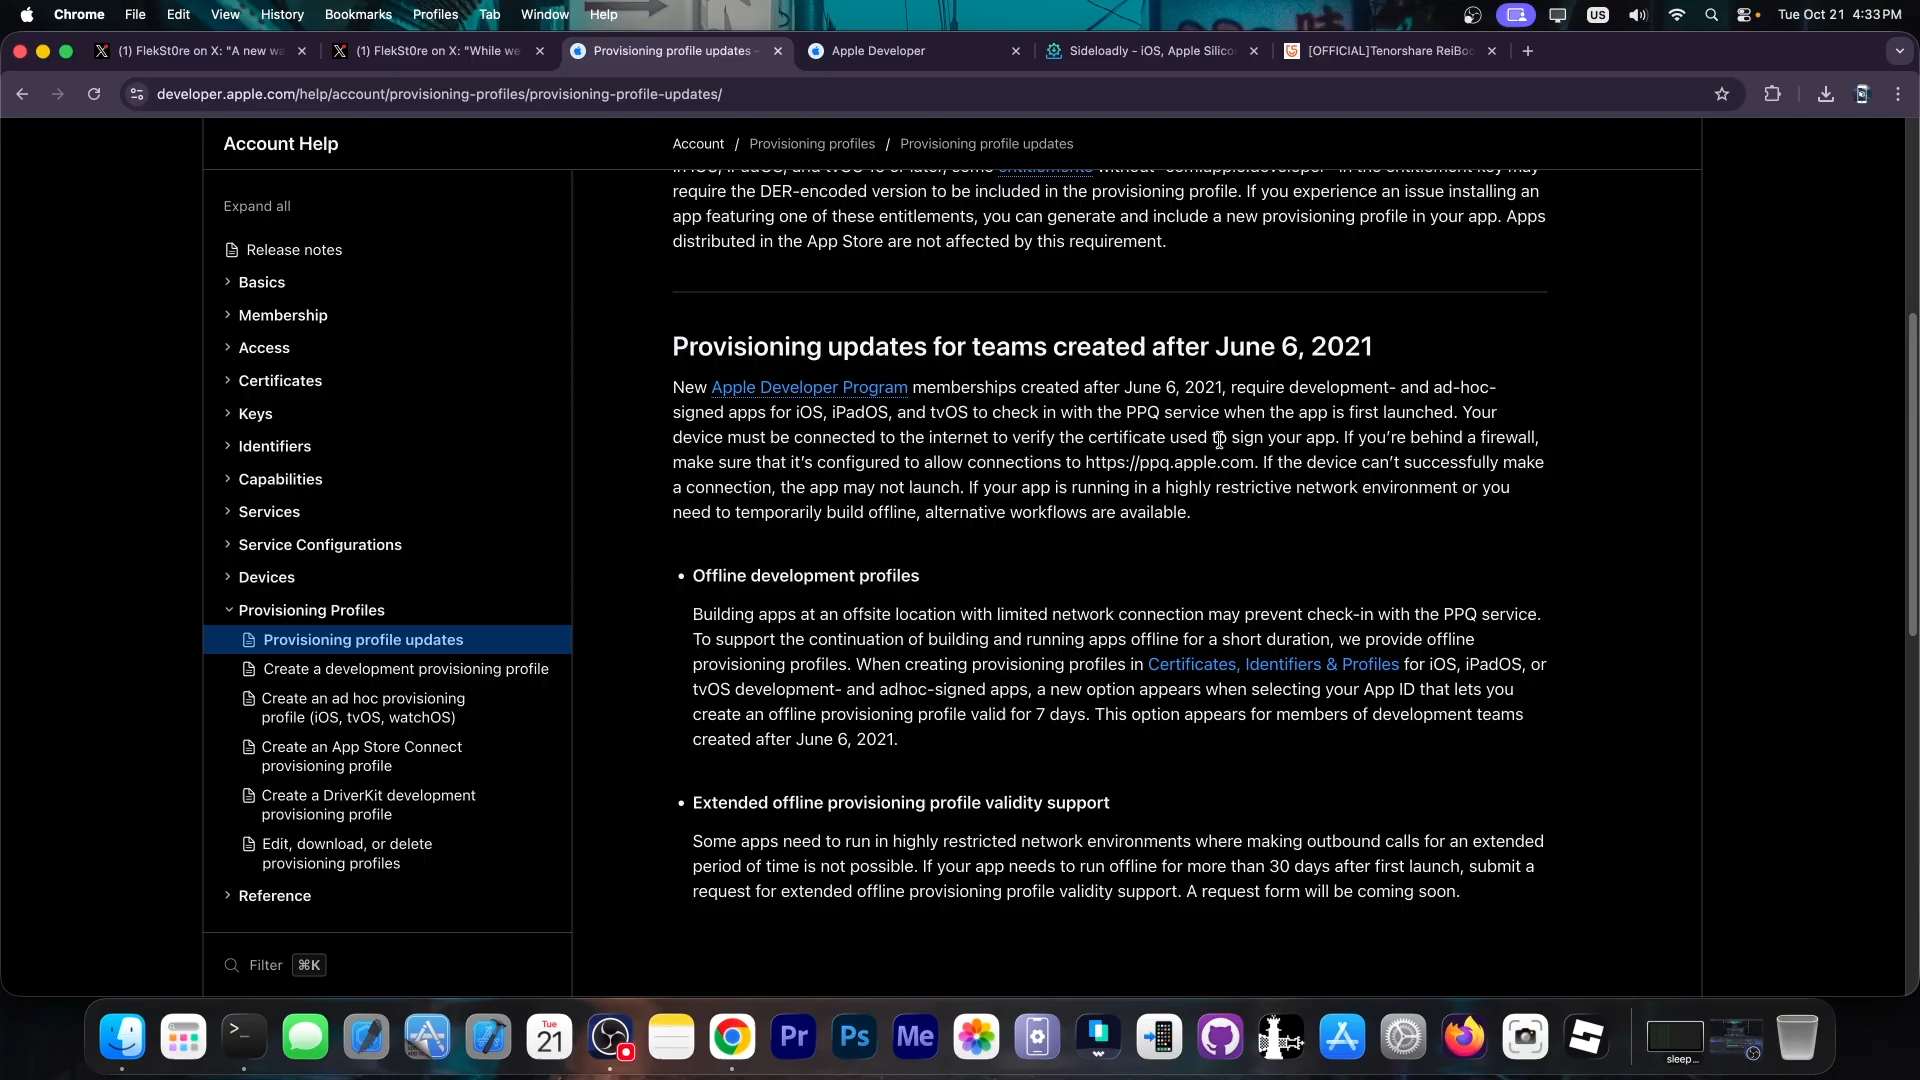 Chrome File Edit View History Bookmarks Profiles Tab Window Help US Tue Oct 21 4:33 PM
(1) FlekSt0re on X: "A new wa
(1) FlekSt0re on X: "While we
Provisioning profile updates -
Apple Developer
Sideloadly - iOS, Apple Silico
[OFFICIAL]Tenorshare ReiBoo
developer.apple.com/help/account/provisioning-profiles/provisioning-profile-updates/
Account Help
Account / Provisioning profiles / Provisioning profile updates
Expand all
Release notes
Basics
Membership
Access
Certificates
Keys
Identifiers
Capabilities
Services
Service Configurations
Devices
Provisioning Profiles
Provisioning profile updates
Create a development provisioning profile
Create an ad hoc provisioning
profile (iOS, tvOS, watchOS)
Create an App Store Connect
provisioning profile
Create a DriverKit development
provisioning profile
Edit, download, or delete
provisioning profiles
Reference
Filter ⌘K
require the DER-encoded version to be included in the provisioning profile. If you experience an issue installing an
app featuring one of these entitlements, you can generate and include a new provisioning profile in your app. Apps
distributed in the App Store are not affected by this requirement.
Provisioning updates for teams created after June 6, 2021
New Apple Developer Program memberships created after June 6, 2021, require development- and ad-hoc-
signed apps for iOS, iPadOS, and tvOS to check in with the PPQ service when the app is first launched. Your
device must be connected to the internet to verify the certificate used to sign your app. If you’re behind a firewall,
make sure that it’s configured to allow connections to https://ppq.apple.com. If the device can’t successfully make
a connection, the app may not launch. If your app is running in a highly restrictive network environment or you
need to temporarily build offline, alternative workflows are available.
• Offline development profiles
Building apps at an offsite location with limited network connection may prevent check-in with the PPQ service.
To support the continuation of building and running apps offline for a short duration, we provide offline
provisioning profiles. When creating provisioning profiles in Certificates, Identifiers & Profiles for iOS, iPadOS, or
tvOS development- and adhoc-signed apps, a new option appears when selecting your App ID that lets you
create an offline provisioning profile valid for 7 days. This option appears for members of development teams
created after June 6, 2021.
• Extended offline provisioning profile validity support
Some apps need to run in highly restricted network environments where making outbound calls for an extended
period of time is not possible. If your app needs to run offline for more than 30 days after first launch, submit a
request for extended offline provisioning profile validity support. A request form will be coming soon.
Tue
21
Pr
Ps
Me
sleep...